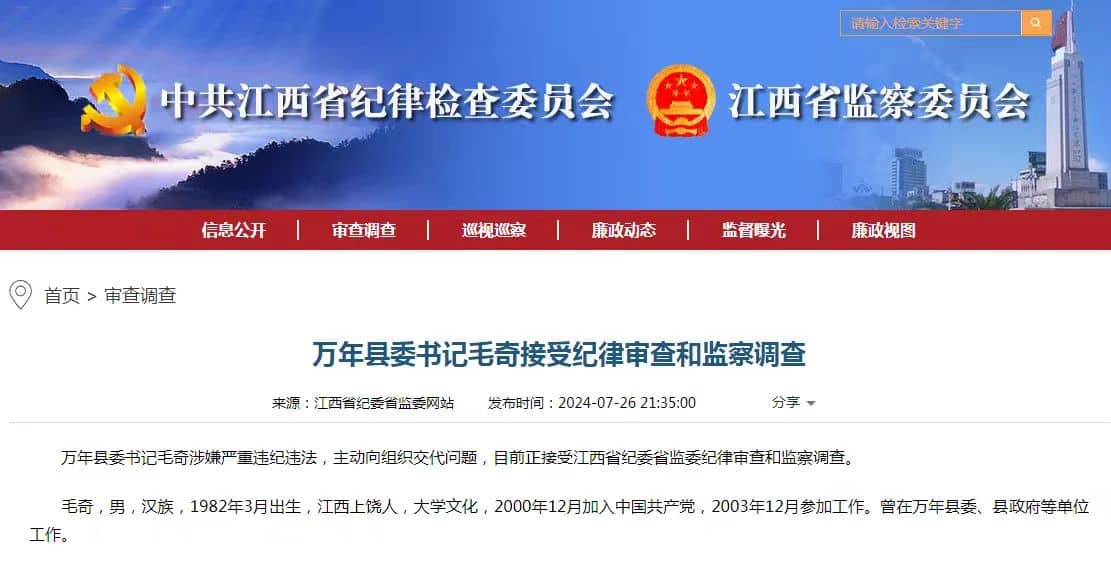 请输入检索关键字
中共江西省纪律检查委员会 江西省监察委员会
信息公开 审查调查 巡视巡察 廉政动态 监督曝光 廉政视图
首页 > 审查调查
万年县委书记毛奇接受纪律审查和监察调查
来源：江西省纪委省监委网站 发布时间：2024-07-26 21:35:00 分享
万年县委书记毛奇涉嫌严重违纪违法，主动向组织交代问题，目前正接受江西省纪委省监委纪律审查和监察调查。
毛奇，男，汉族，1982年3月出生，江西上饶人，大学文化，2000年12月加入中国共产党，2003年12月参加工作。曾在万年县委、县政府等单位
工作。